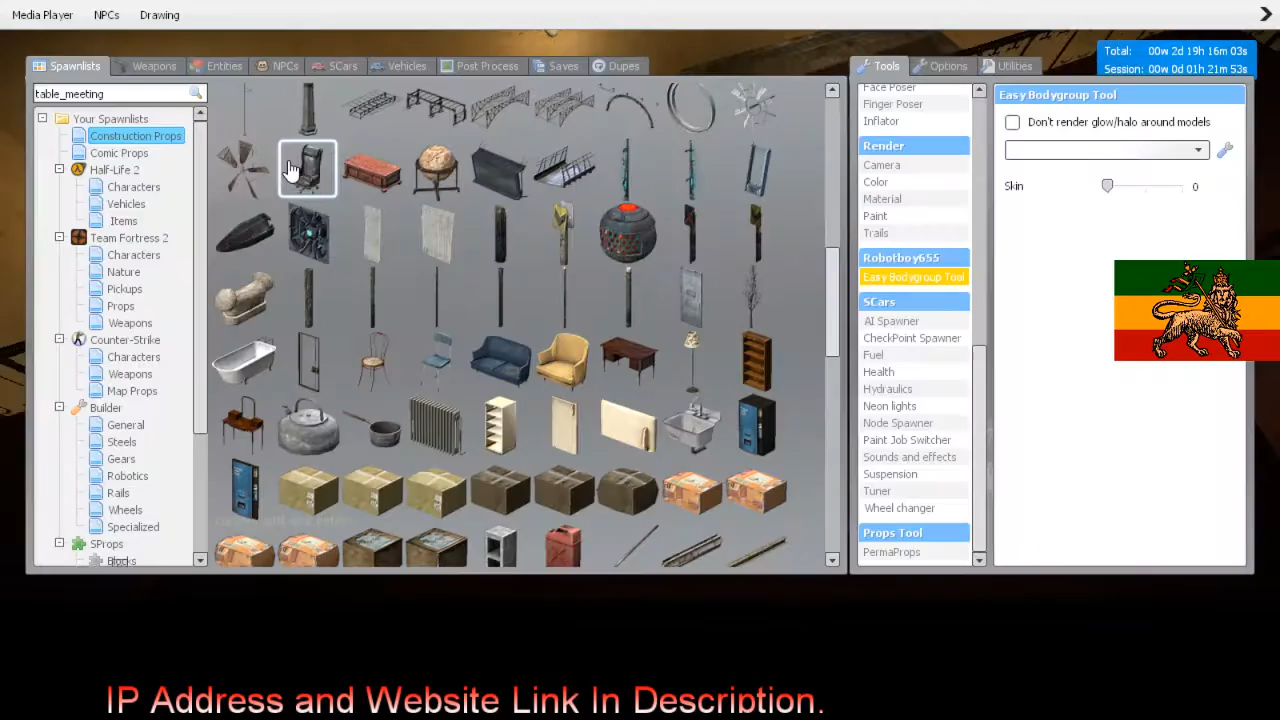 Media Player NPCs Drawing
Total: 00w 2d 19h 16m 03s
Session: 00w 0d 01h 21m 53s
Spawnlists Weapons Entities NPCs SCars Vehicles Post Process Saves Dupes
Tools Options Utilities
table_meeting
Your Spawnlists
Construction Props
Comic Props
Half-Life 2
Characters
Vehicles
Items
Team Fortress 2
Characters
Nature
Pickups
Props
Weapons
Counter-Strike
Characters
Weapons
Map Props
Builder
General
Steels
Gears
Robotics
Rails
Wheels
Specialized
SProps
Blocks
Face Poser
Finger Poser
Inflator
Render
Camera
Color
Material
Paint
Trails
Robotboy655
Easy Bodygroup Tool
SCars
AI Spawner
CheckPoint Spawner
Fuel
Health
Hydraulics
Neon lights
Node Spawner
Paint Job Switcher
Sounds and effects
Suspension
Tuner
Wheel changer
Props Tool
PermaProps
Easy Bodygroup Tool
Don't render glow/halo around models
Skin 0
IP Address and Website Link In Description.